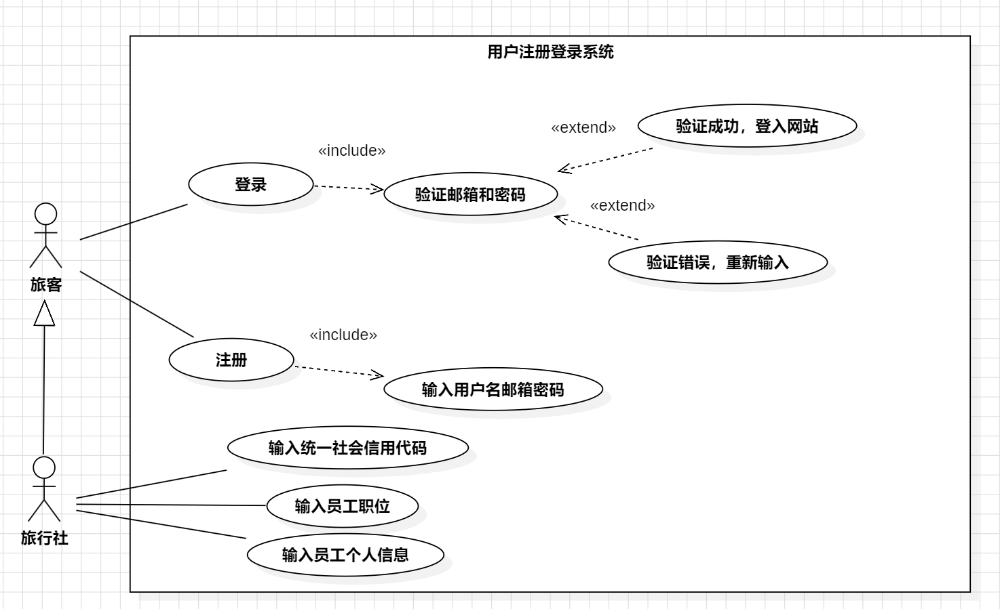 用户注册登录系统
«extend»
验证成功，登入网站
«include»
登录
验证邮箱和密码
«extend»
验证错误，重新输入
旅客
«include»
注册
输入用户名邮箱密码
输入统一社会信用代码
输入员工职位
旅行社
输入员工个人信息